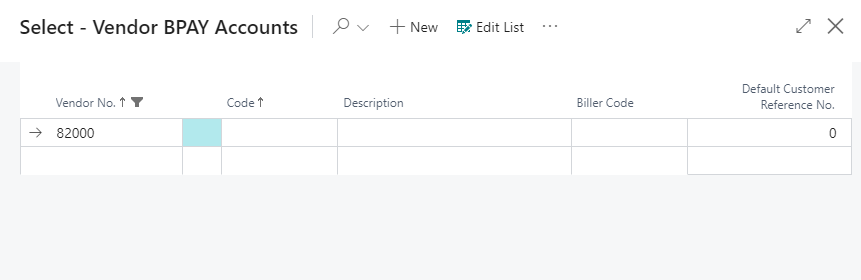 Select - Vendor BPAY Accounts
New
Edit List
Vendor No.
Code
Description
Biller Code
Default Customer
Reference No.
82000
0